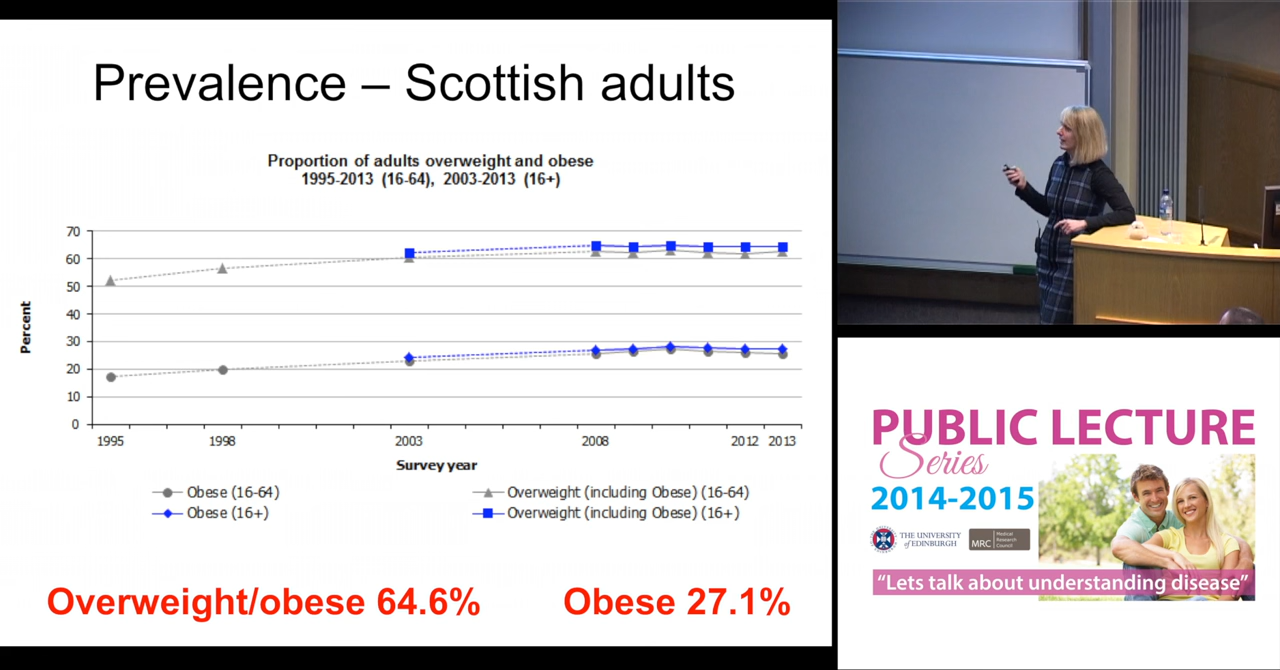 Prevalence – Scottish adults
Proportion of adults overweight and obese
1995-2013 (16-64), 2003-2013 (16+)
Percent
70
60
50
40
30
20
10
0
1995 1998 2003 2008 2012 2013
Survey year
Obese (16-64)
Overweight (including Obese) (16-64)
Obese (16+)
Overweight (including Obese) (16+)
Overweight/obese 64.6% Obese 27.1%
PUBLIC LECTURE
Series
2014-2015
THE UNIVERSITY
of EDINBURGH
MRC
Medical
Research
Council
“Lets talk about understanding disease”